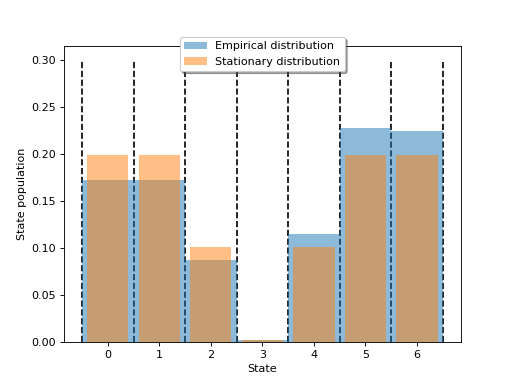 Empirical distribution
Stationary distribution
0.30
0.25
0.20
0.15
0.10
0.05
0.00
State population
0 1 2 3 4 5 6
State